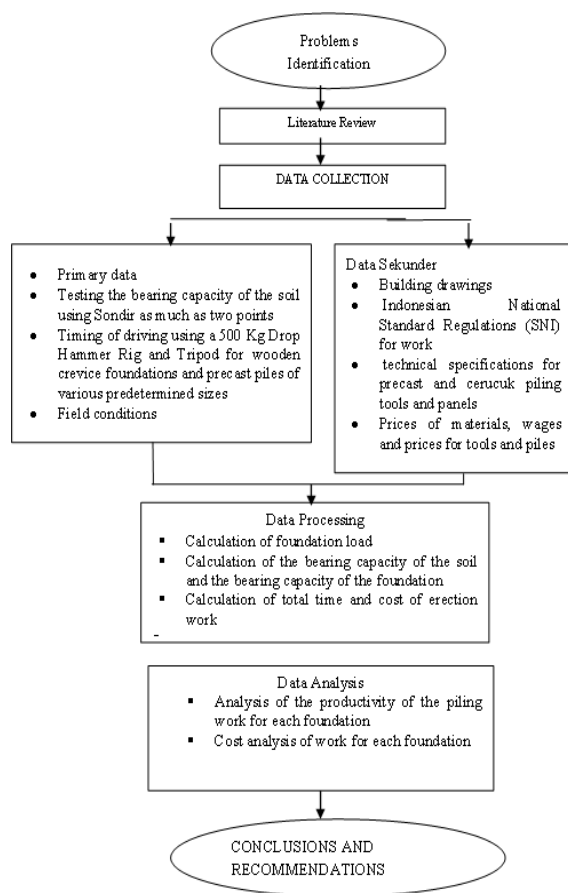 Problems
Identification
Literature Review
DATA COLLECTION
● Primary data
● Testing the bearing capacity of the soil
using Sondir as much as two points
● Timing of driving using a 500 Kg Drop
Hammer Rig and Tripod for wooden
crevice foundations and precast piles of
various predetermined sizes
● Field conditions
Data Sekunder
● Building drawings
● Indonesian National
Standard Regulations (SNI)
for work
● technical specifications for
precast and cerucuk piling
tools and panels
● Prices of materials, wages
and prices for tools and piles
Data Processing
▪ Calculation of foundation load
▪ Calculation of the bearing capacity of the soil
and the bearing capacity of the foundation
▪ Calculation of total time and cost of erection
work
Data Analysis
▪ Analysis of the productivity of the piling
work for each foundation
▪ Cost analysis of work for each foundation
CONCLUSIONS AND
RECOMMENDATIONS